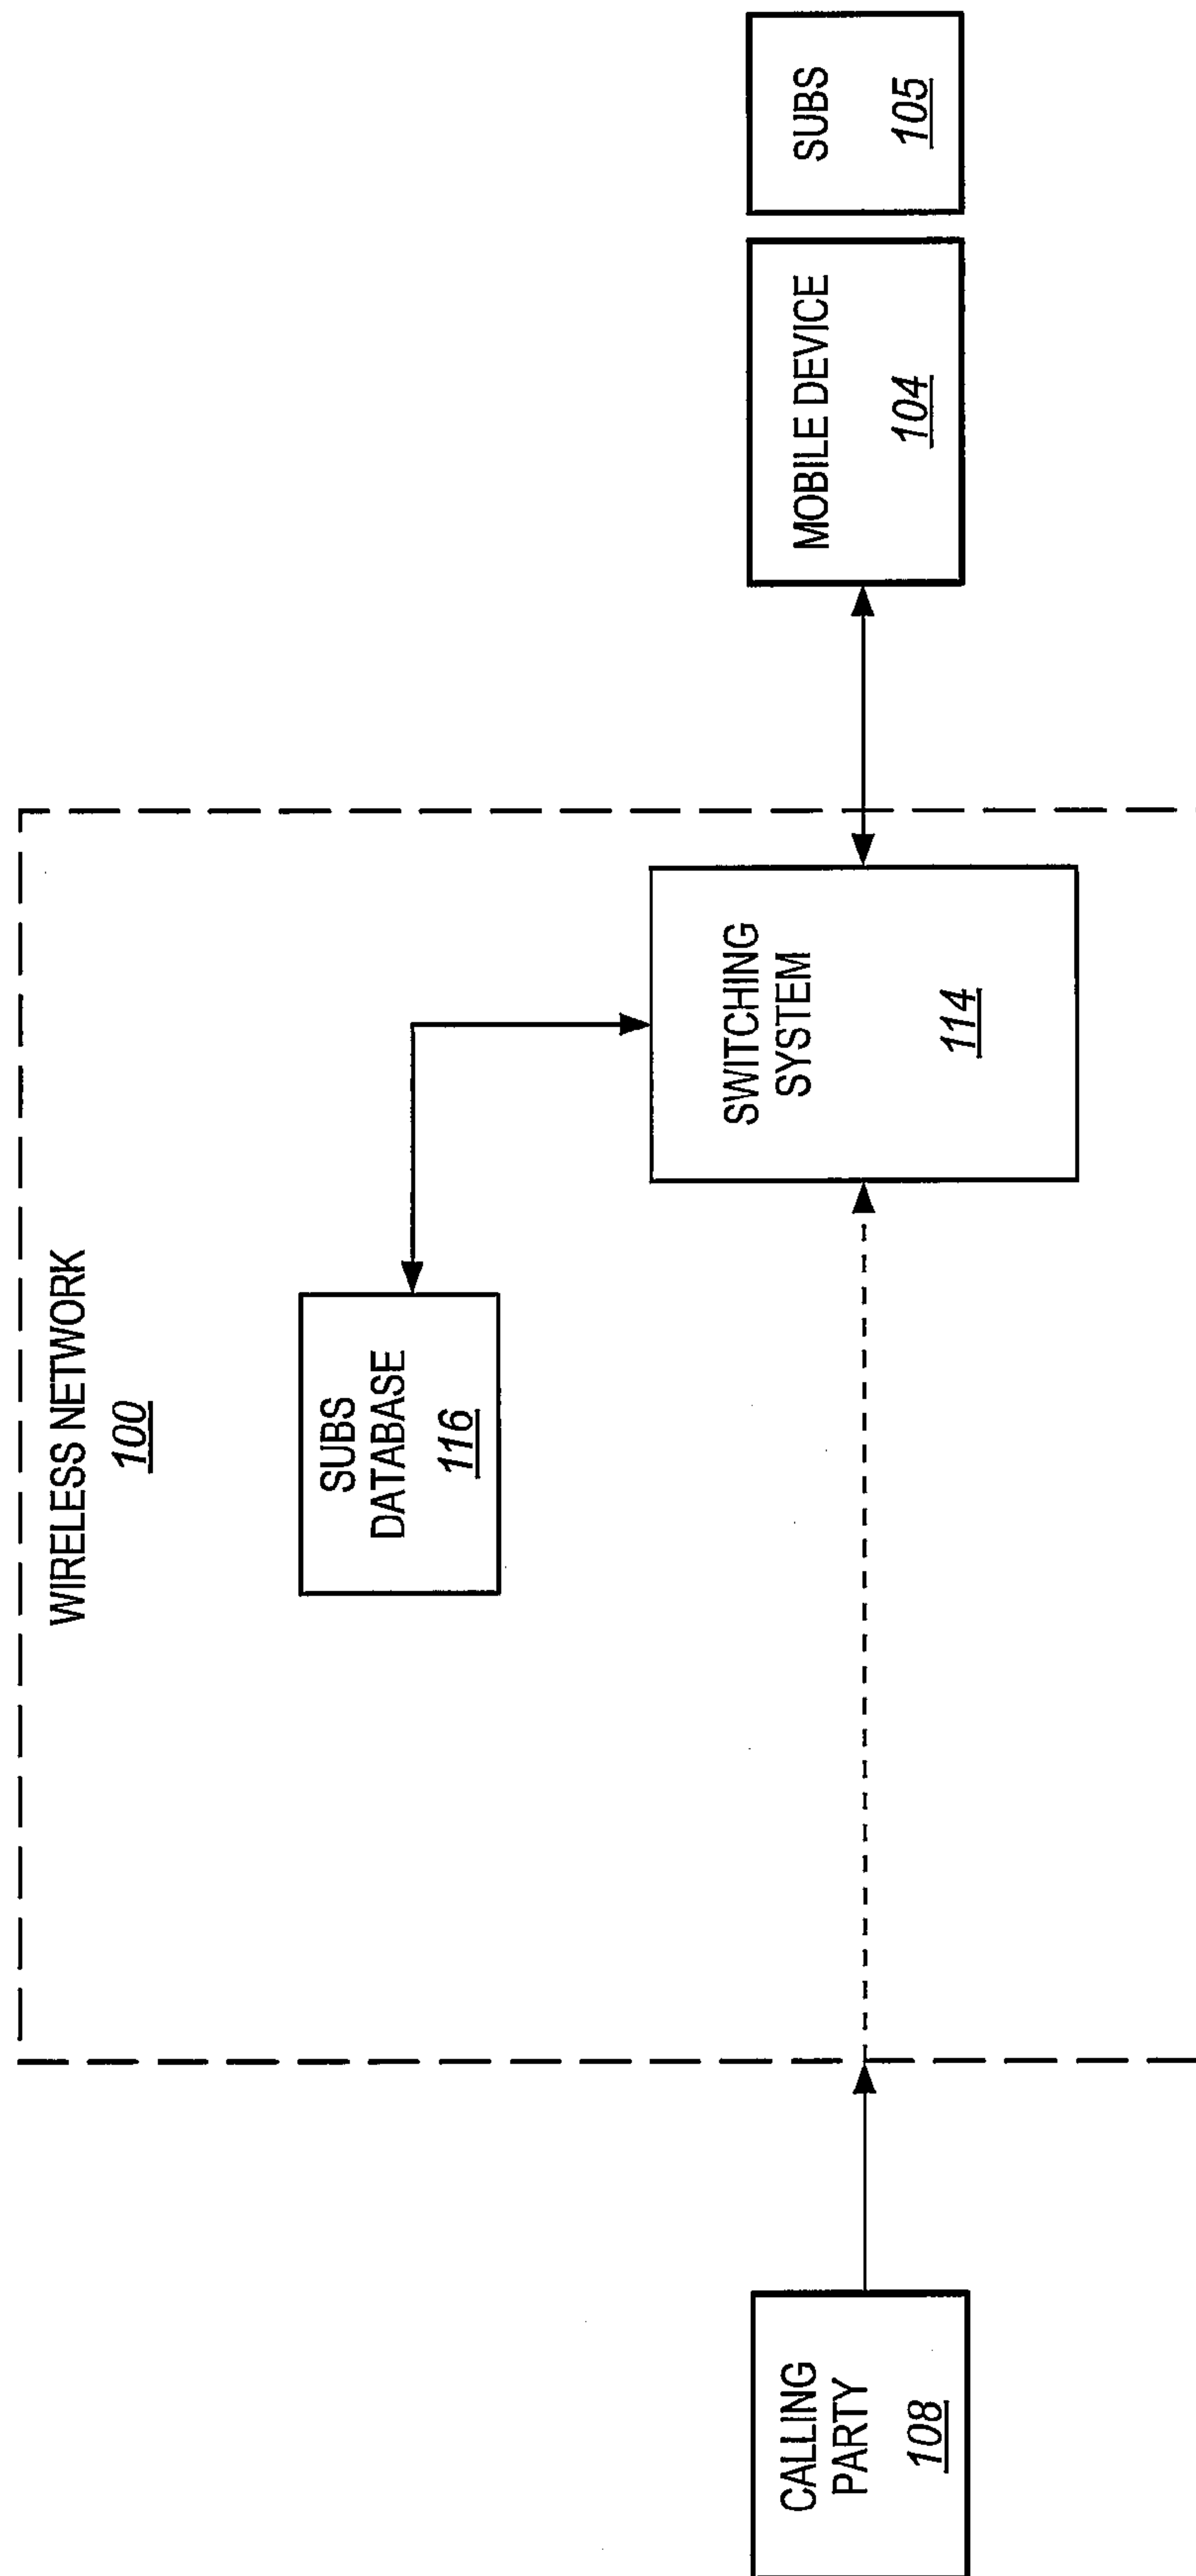 WIRELESS NETWORK
100
SUBS
DATABASE
116
CALLING
PARTY
108
SWITCHING
SYSTEM
114
MOBILE DEVICE
104
SUBS
105